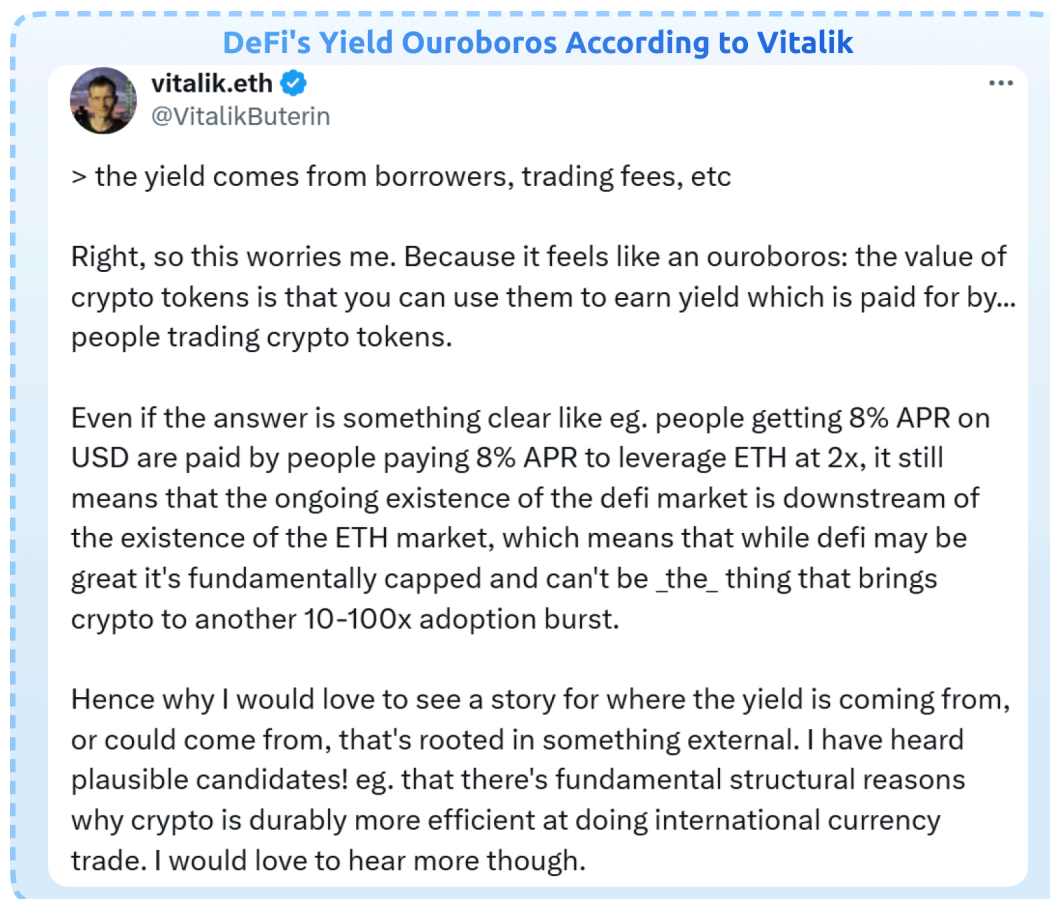 DeFi's Yield Ouroboros According to Vitalik
vitalik.eth
@VitalikButerin
> the yield comes from borrowers, trading fees, etc
Right, so this worries me. Because it feels like an ouroboros: the value of
crypto tokens is that you can use them to earn yield which is paid for by...
people trading crypto tokens.
Even if the answer is something clear like eg. people getting 8% APR on
USD are paid by people paying 8% APR to leverage ETH at 2x, it still
means that the ongoing existence of the defi market is downstream of
the existence of the ETH market, which means that while defi may be
great it's fundamentally capped and can't be _the_ thing that brings
crypto to another 10-100x adoption burst.
Hence why I would love to see a story for where the yield is coming from,
or could come from, that's rooted in something external. I have heard
plausible candidates! eg. that there's fundamental structural reasons
why crypto is durably more efficient at doing international currency
trade. I would love to hear more though.